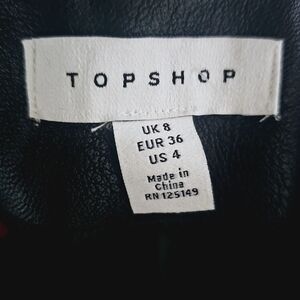 TOPSHOP
UK 8
EUR 36
US 4
Made in
China
RN 125149